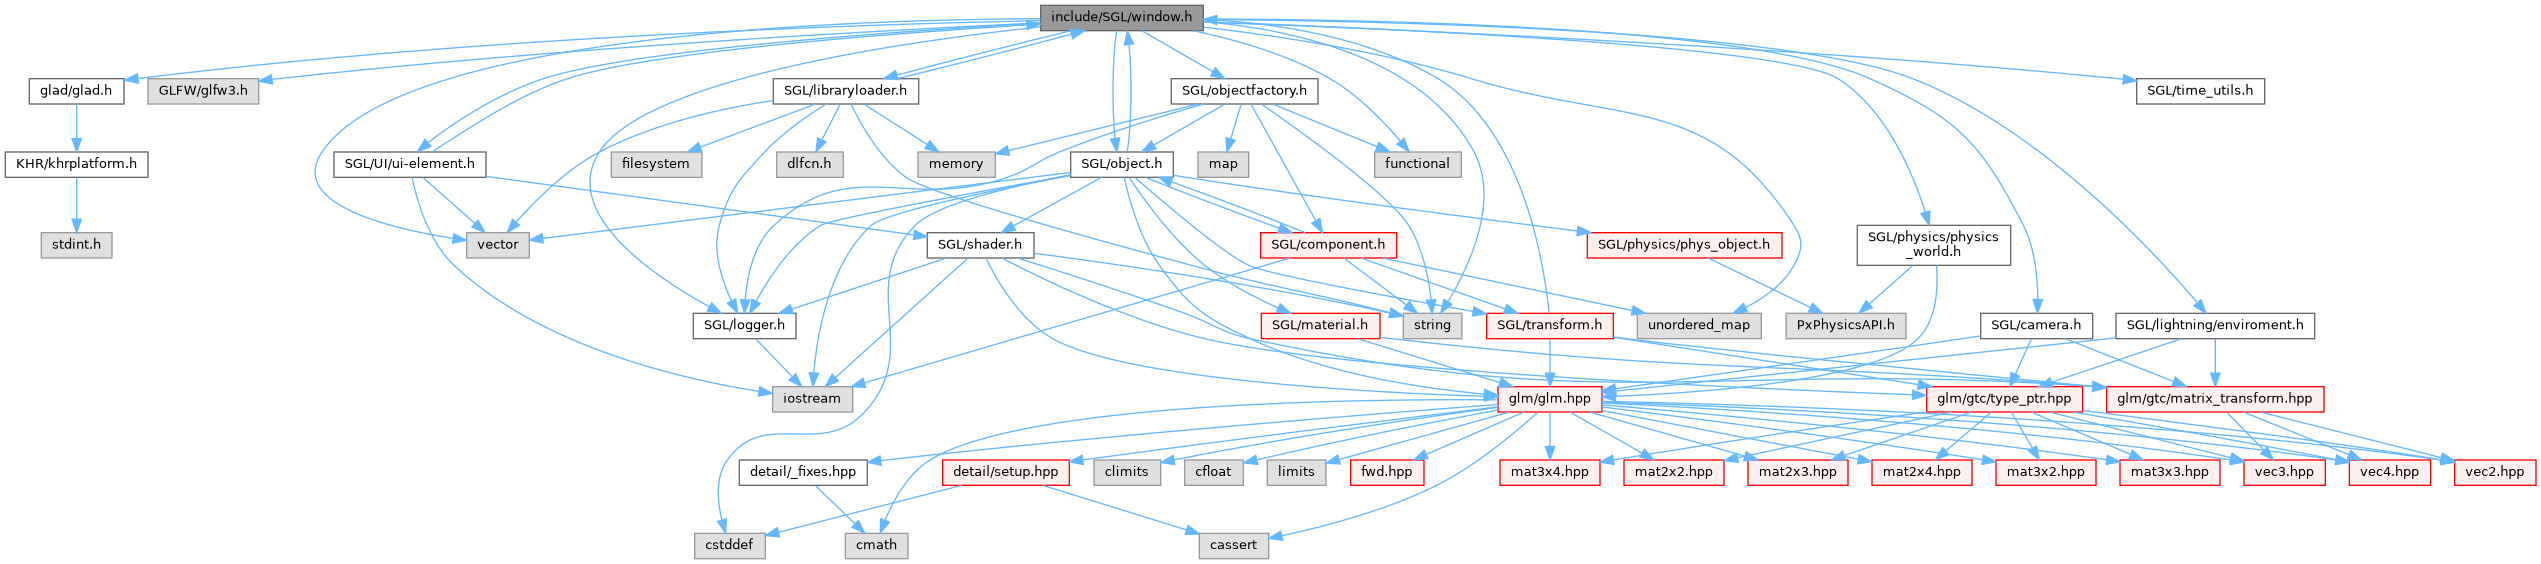 include/SGL/window.h
glad/glad.h
GLFW/glfw3.h
SGL/libraryloader.h
SGL/objectfactory.h
SGL/time_utils.h
KHR/khrplatform.h
SGL/UI/ui-element.h
filesystem
dlfcn.h
memory
SGL/object.h
map
functional
stdint.h
vector
SGL/shader.h
SGL/component.h
SGL/physics/phys_object.h
SGL/physics/physics
_world.h
SGL/logger.h
SGL/material.h
string
SGL/transform.h
unordered_map
PxPhysicsAPI.h
SGL/camera.h
SGL/lightning/enviroment.h
iostream
glm/glm.hpp
glm/gtc/type_ptr.hpp
glm/gtc/matrix_transform.hpp
detail/_fixes.hpp
detail/setup.hpp
climits
cfloat
limits
fwd.hpp
mat3x4.hpp
mat2x2.hpp
mat2x3.hpp
mat2x4.hpp
mat3x2.hpp
mat3x3.hpp
vec3.hpp
vec4.hpp
vec2.hpp
cstddef
cmath
cassert